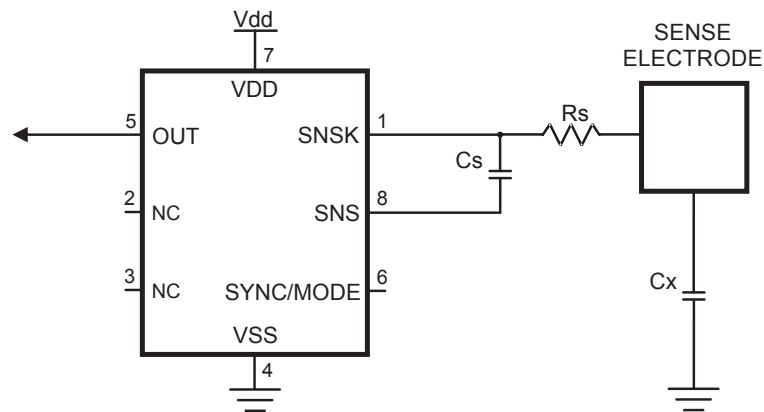 Vdd
7
VDD
SENSE
ELECTRODE
5
OUT
SNSK
1
Rs
Cs
2
NC
SNS
8
3
NC
SYNC/MODE
6
Cx
VSS
4